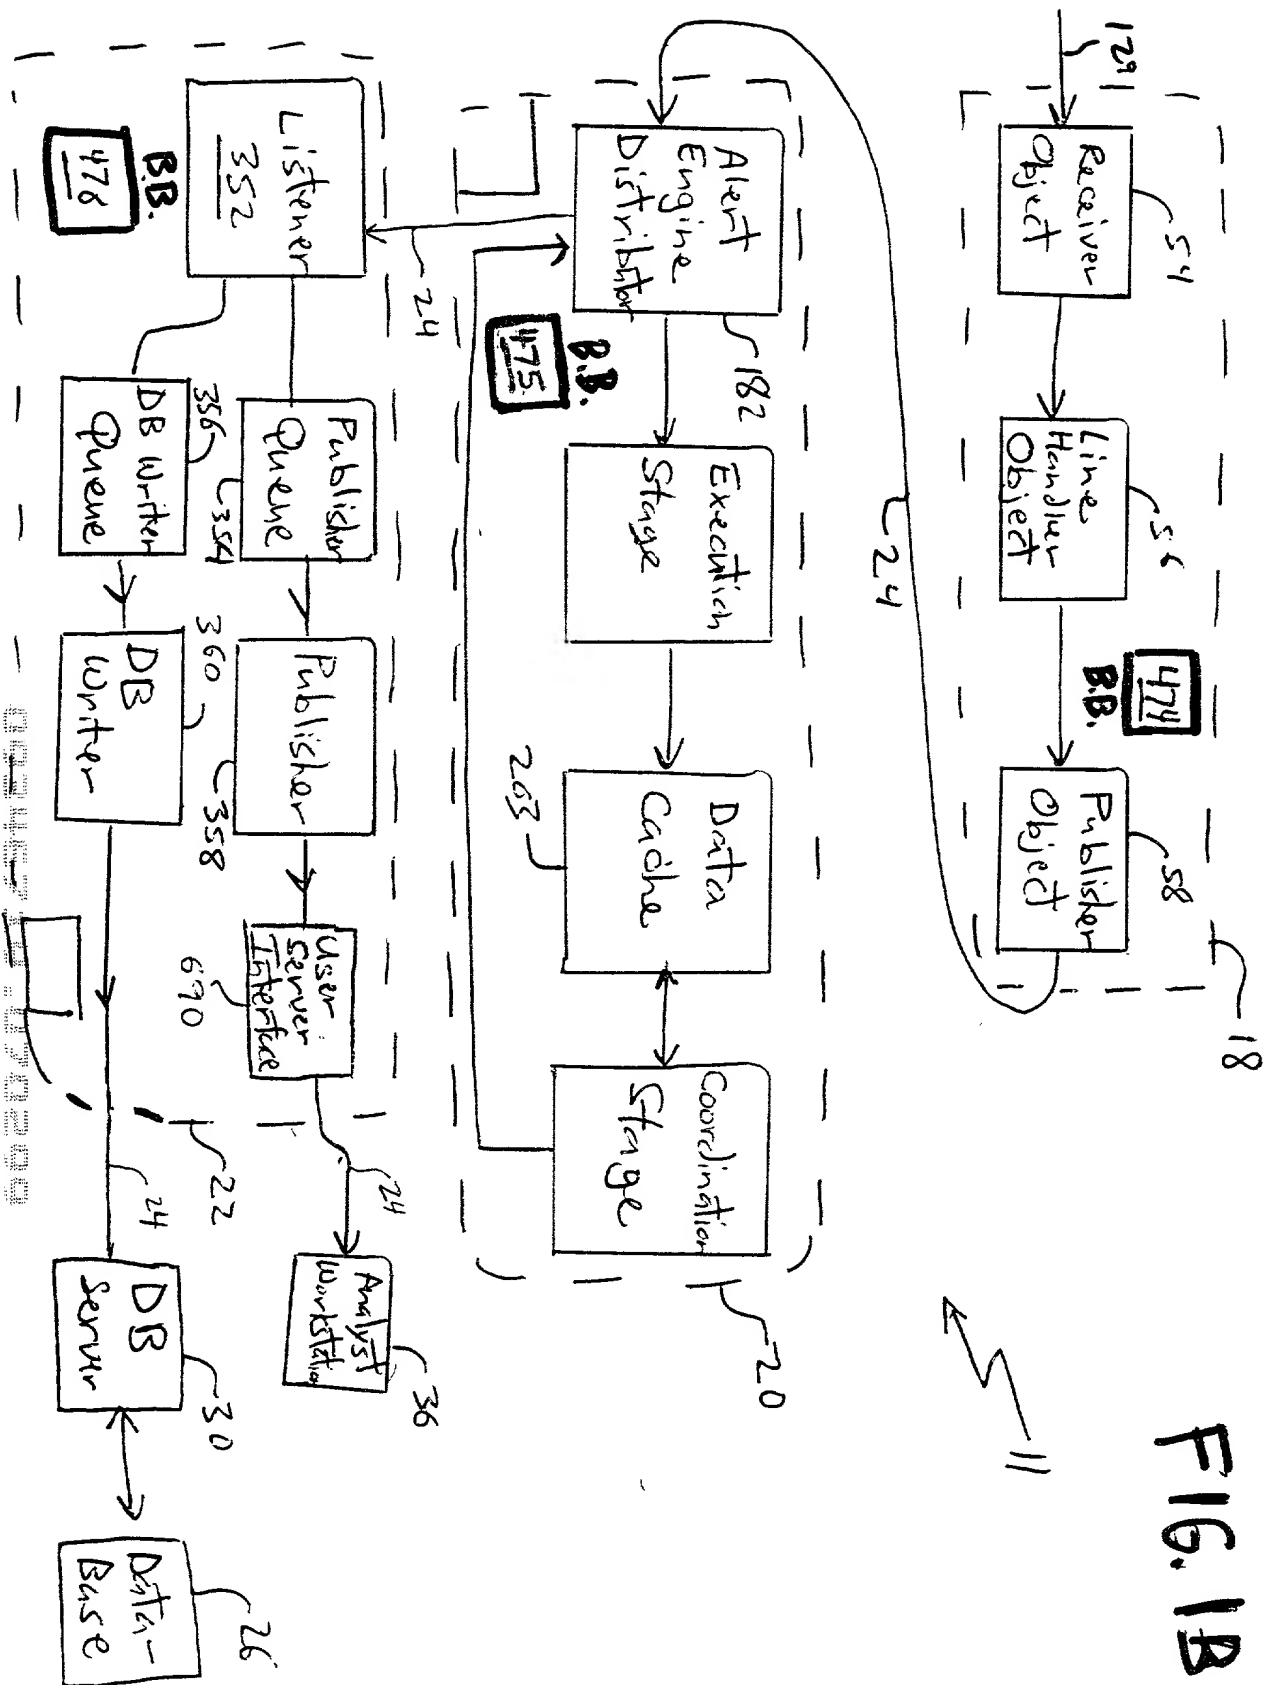 FIG. 1B
11
129
Receiver
Object
54
Line
Handler
Object
56
474
B.B.
Publisher
Object
58
18
24
Alert
Engine
Distributor
182
B.B.
475
Execution
Stage
Data
Cache
263
Coordination
Stage
20
24
Listener
352
B.B.
476
Publisher
Queue
354
DB Writer
Queue
356
Publisher
358
DB
Writer
360
User
Server
Interface
690
24
Analyst
Workstation
36
22
24
DB
Server
30
Data-
Base
26